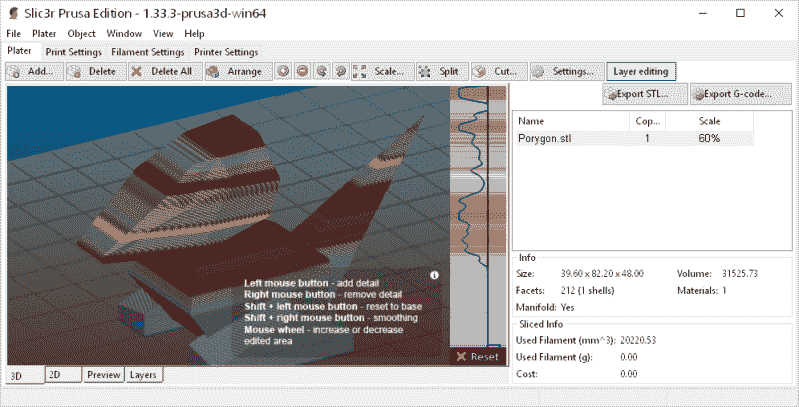 Slic3r Prusa Edition - 1.33.3-prusa3d-win64
File Plater Object Window View Help
Plater Print Settings Filament Settings Printer Settings
Add... Delete Delete All Arrange Scale... Split Cut... Settings... Layer editing
Export STL... Export G-code...
Name Cop... Scale
Porygon.stl 1 60%
Info
Size: 39.60 x 82.20 x 48.00 Volume: 31525.73
Facets: 212 (1 shells) Materials: 1
Manifold: Yes
Sliced Info
Used Filament (mm^3): 20220.53
Used Filament (g): 0.00
Cost: 0.00
Left mouse button - add detail
Right mouse button - remove detail
Shift + left mouse button - reset to base
Shift + right mouse button - smoothing
Mouse wheel - increase or decrease
edited area
Reset
3D 2D Preview Layers